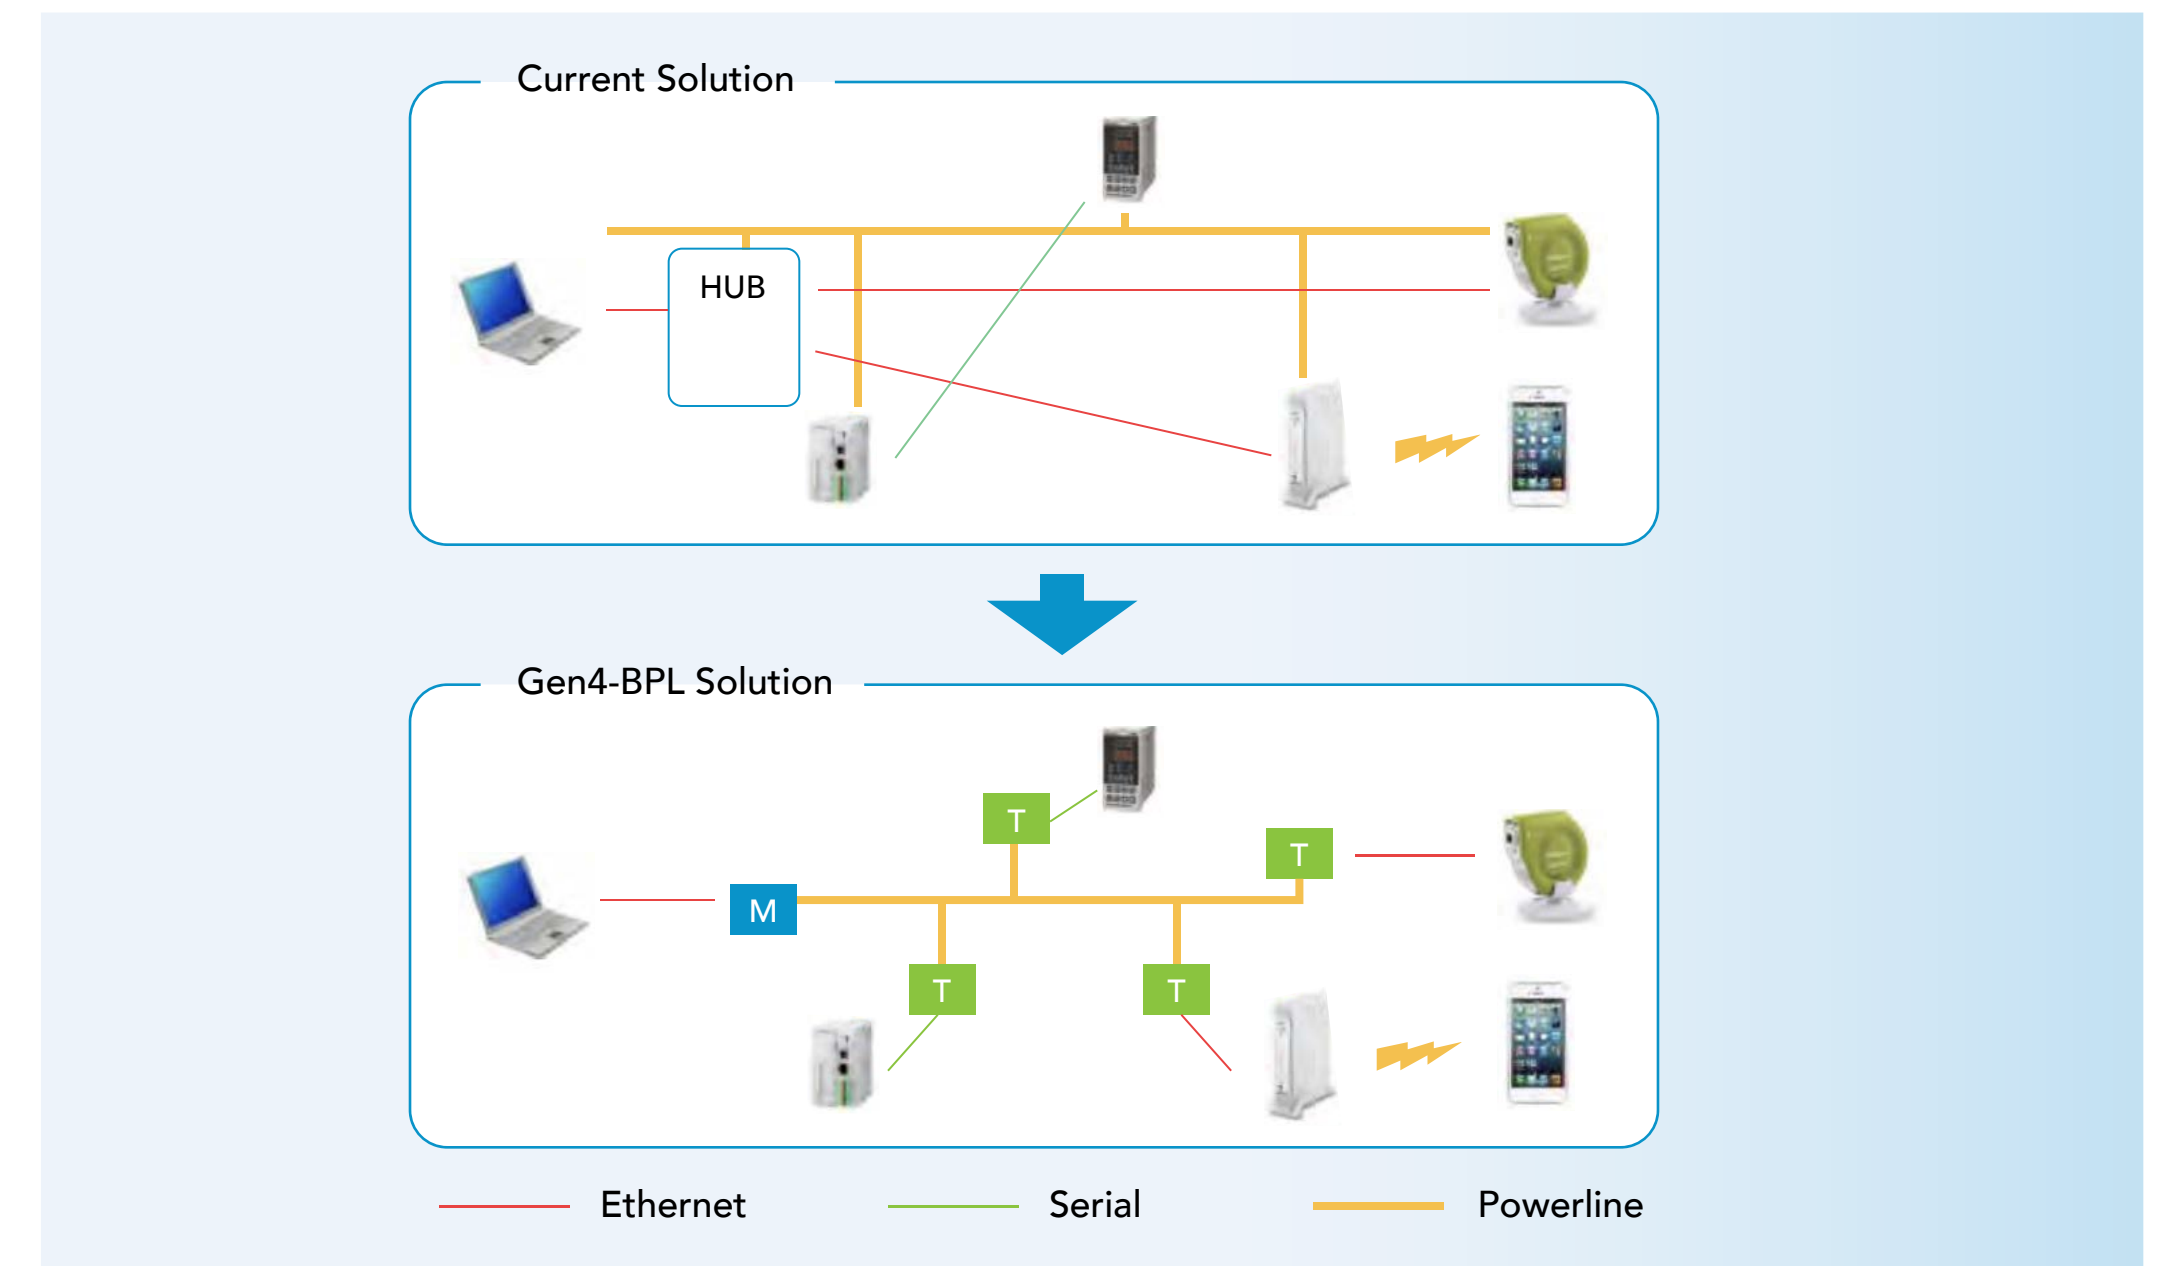 Current Solution
HUB
Gen4-BPL Solution
T
T
M
T
T
Ethernet
Serial
Powerline